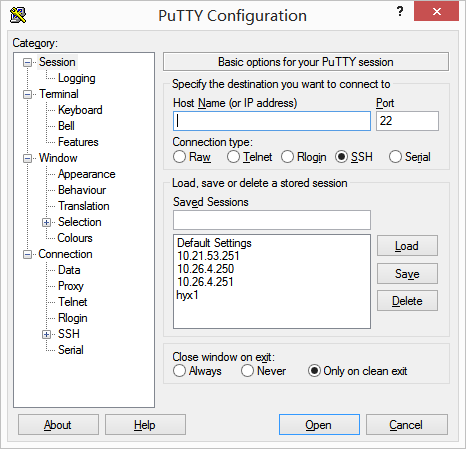 PuTTY Configuration
?
Category:
Session
Logging
Terminal
Keyboard
Bell
Features
Window
Appearance
Behaviour
Translation
Selection
Colours
Connection
Data
Proxy
Telnet
Rlogin
SSH
Serial
Basic options for your PuTTY session
Specify the destination you want to connect to
Host Name (or IP address) Port
22
Connection type:
Raw Telnet Rlogin SSH Serial
Load, save or delete a stored session
Saved Sessions
Default Settings
10.21.53.251
10.26.4.250
10.26.4.251
hyx1
Load
Save
Delete
Close window on exit:
Always Never Only on clean exit
About Help Open Cancel